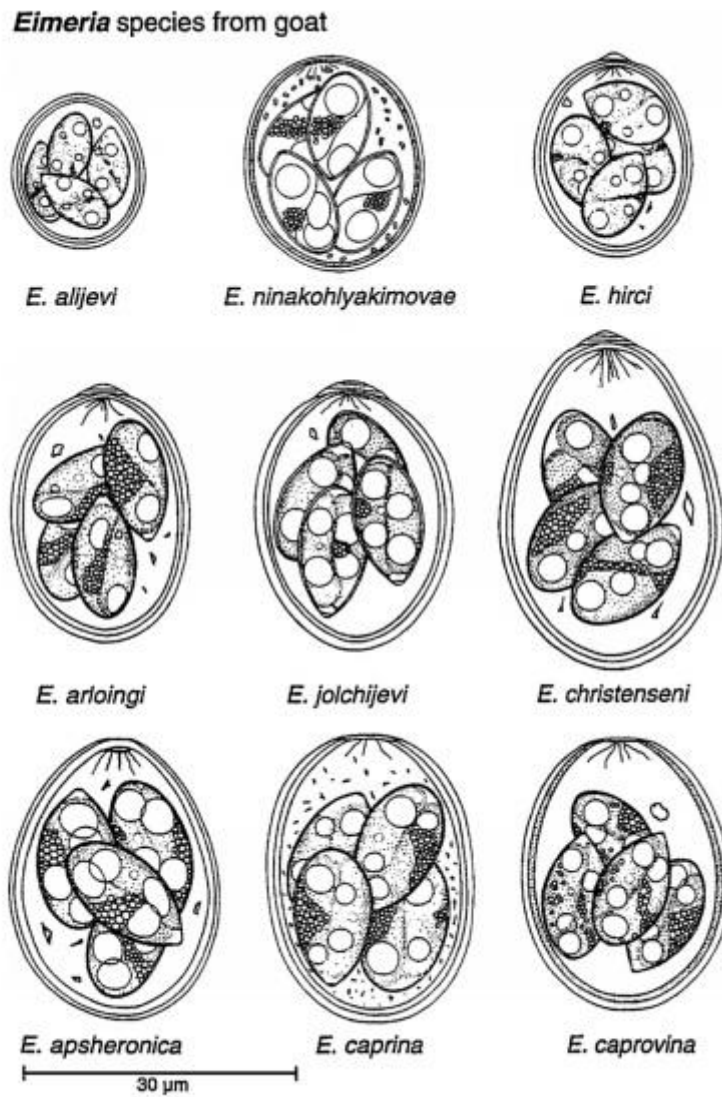 Eimeria species from goat
E. alijevi E. ninakohlyakimovae E. hirci
E. arloingi E. jolchijevi E. christenseni
E. apsheronica E. caprina E. caprovina
30 µm